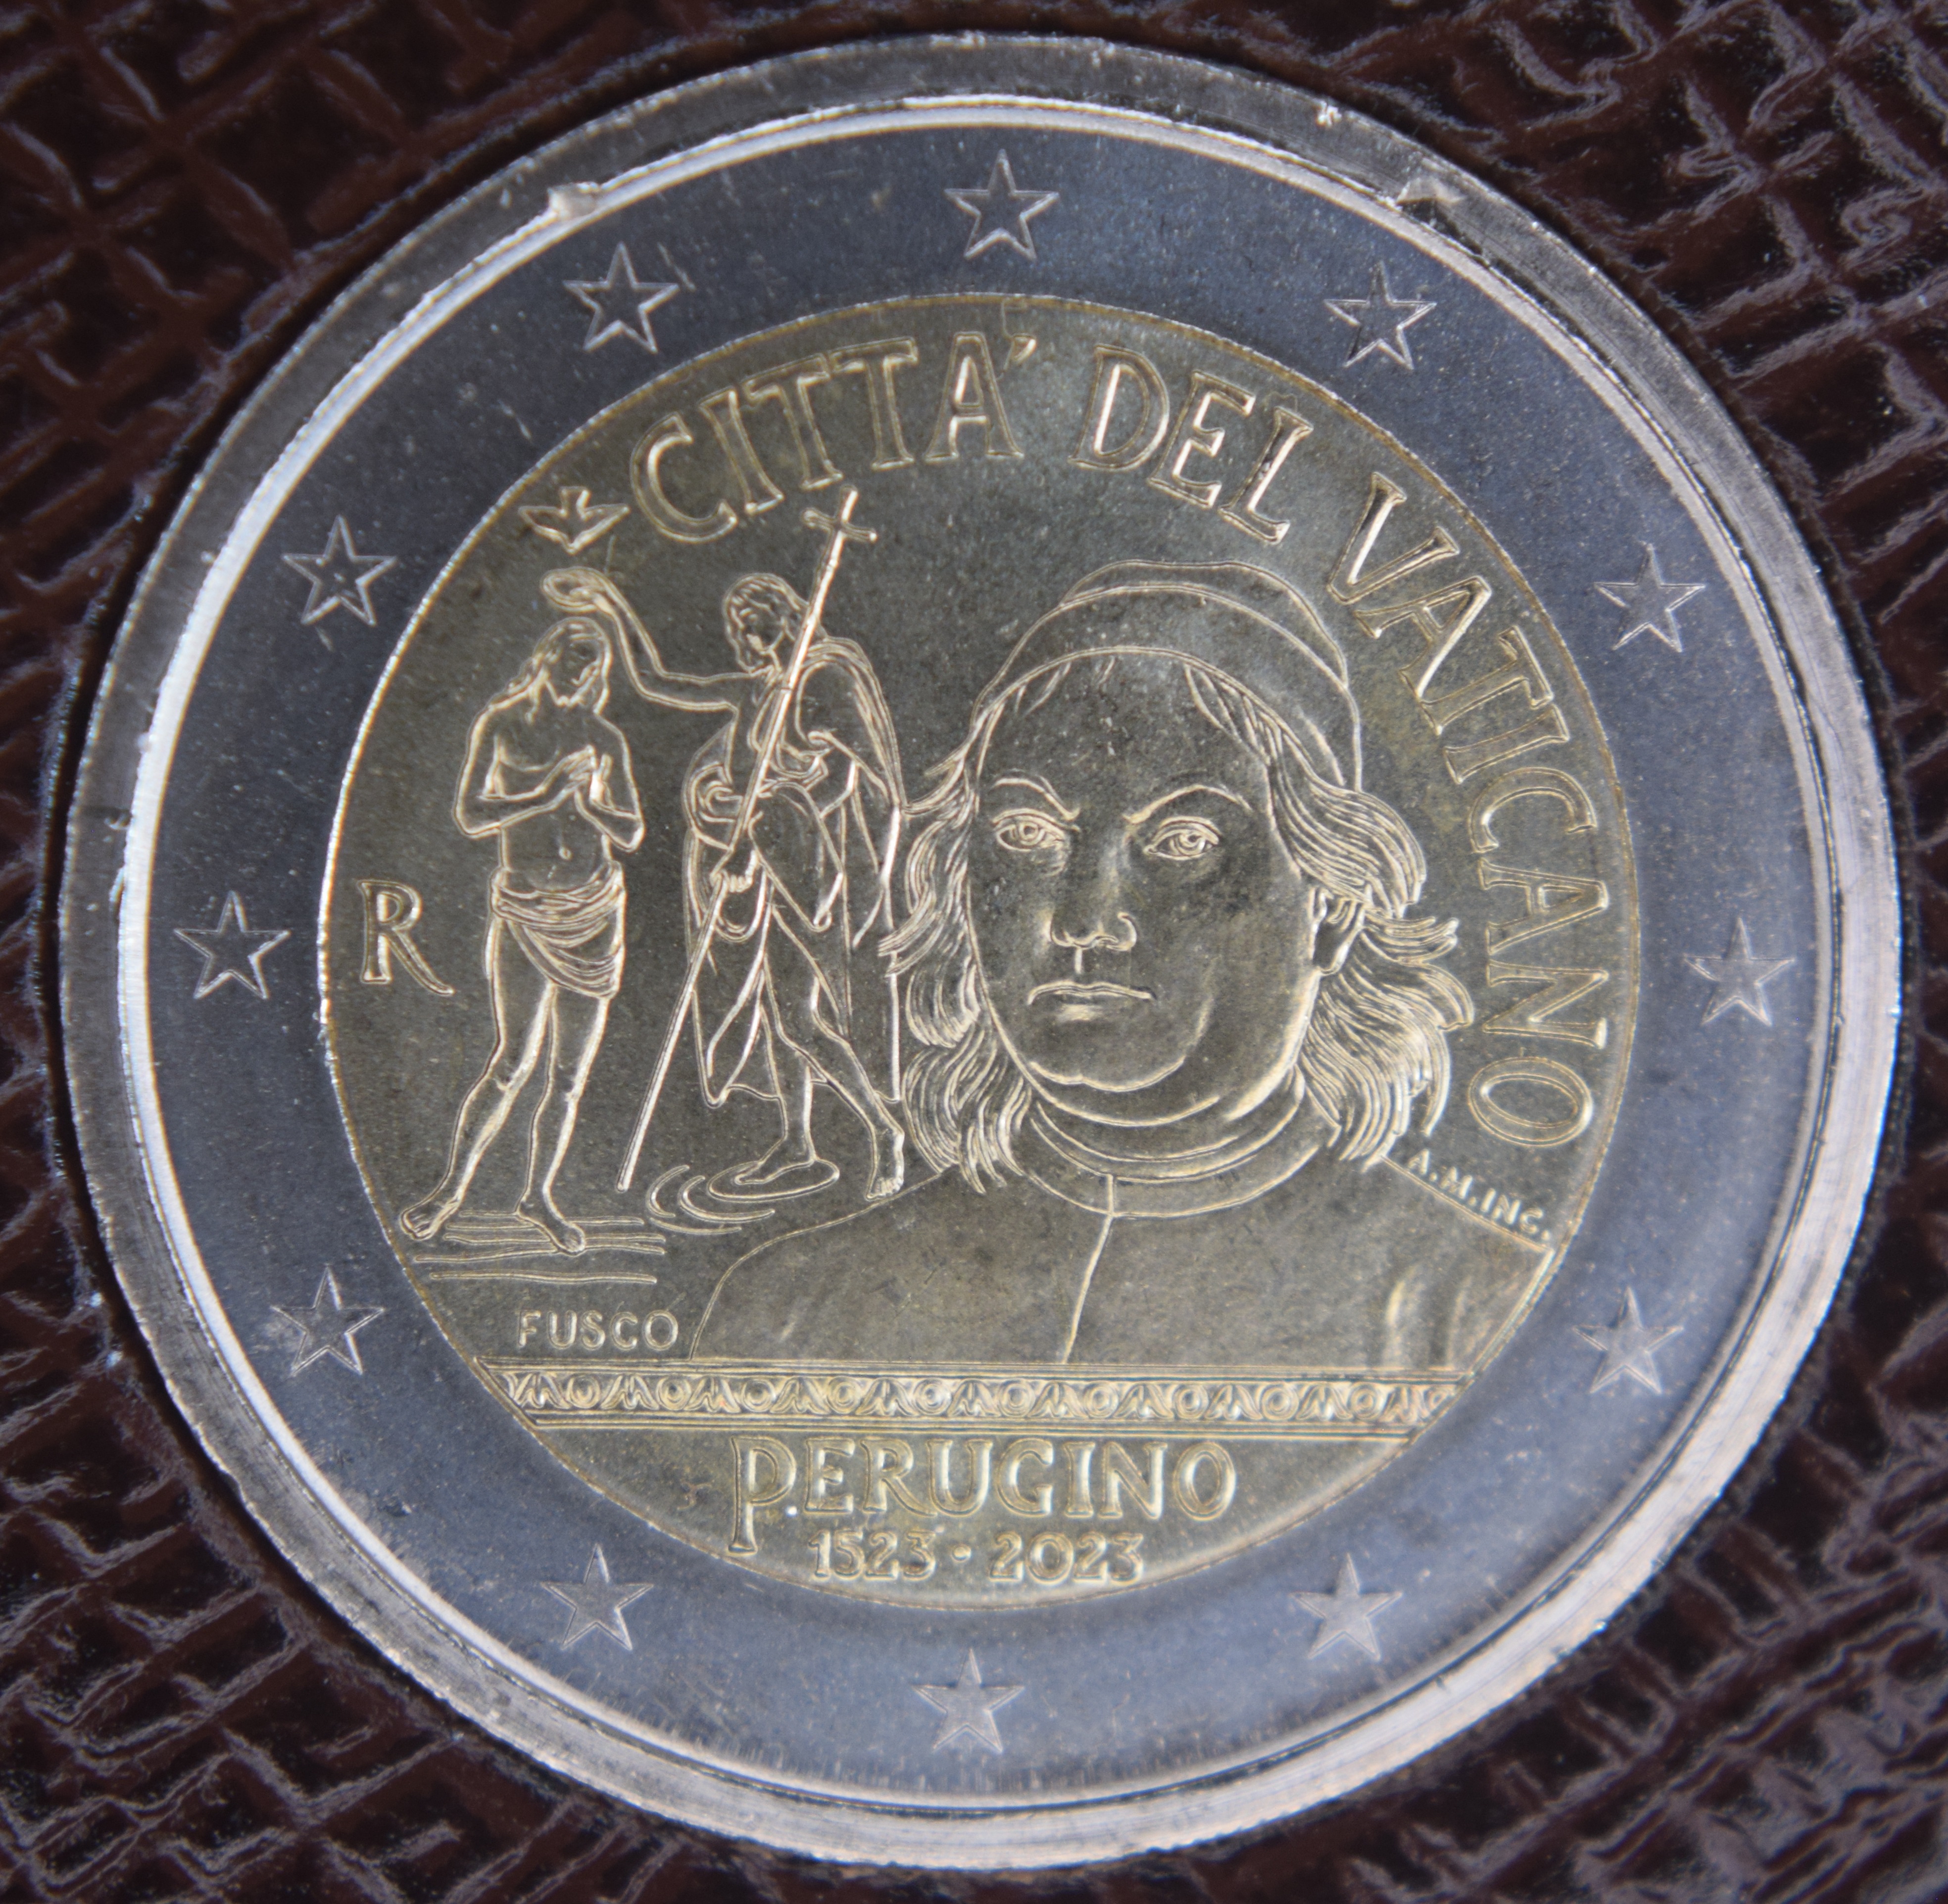 CITTA' DEL VATICANO
R
A.M.INC.
FUSCO
PERUGINO
1523 • 2023